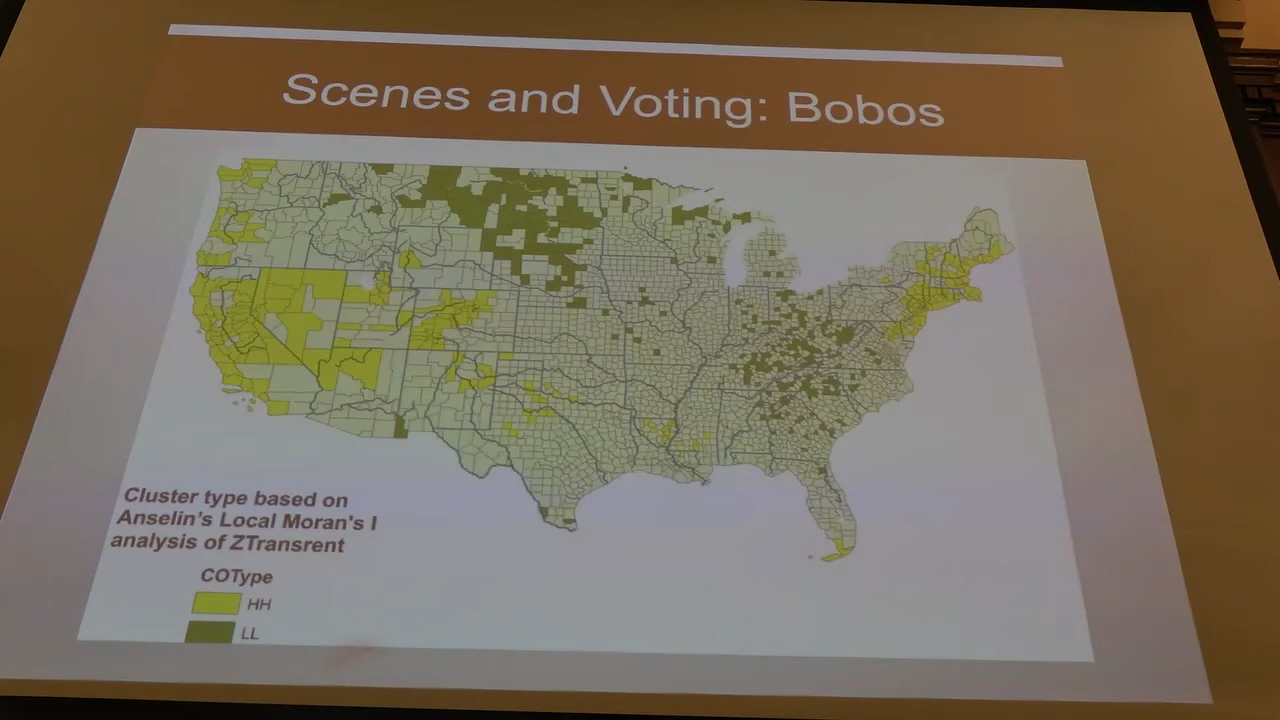 Scenes and Voting: Bobos
Cluster type based on
Anselin's Local Moran's I
analysis of ZTransrent
COType
HH
LL